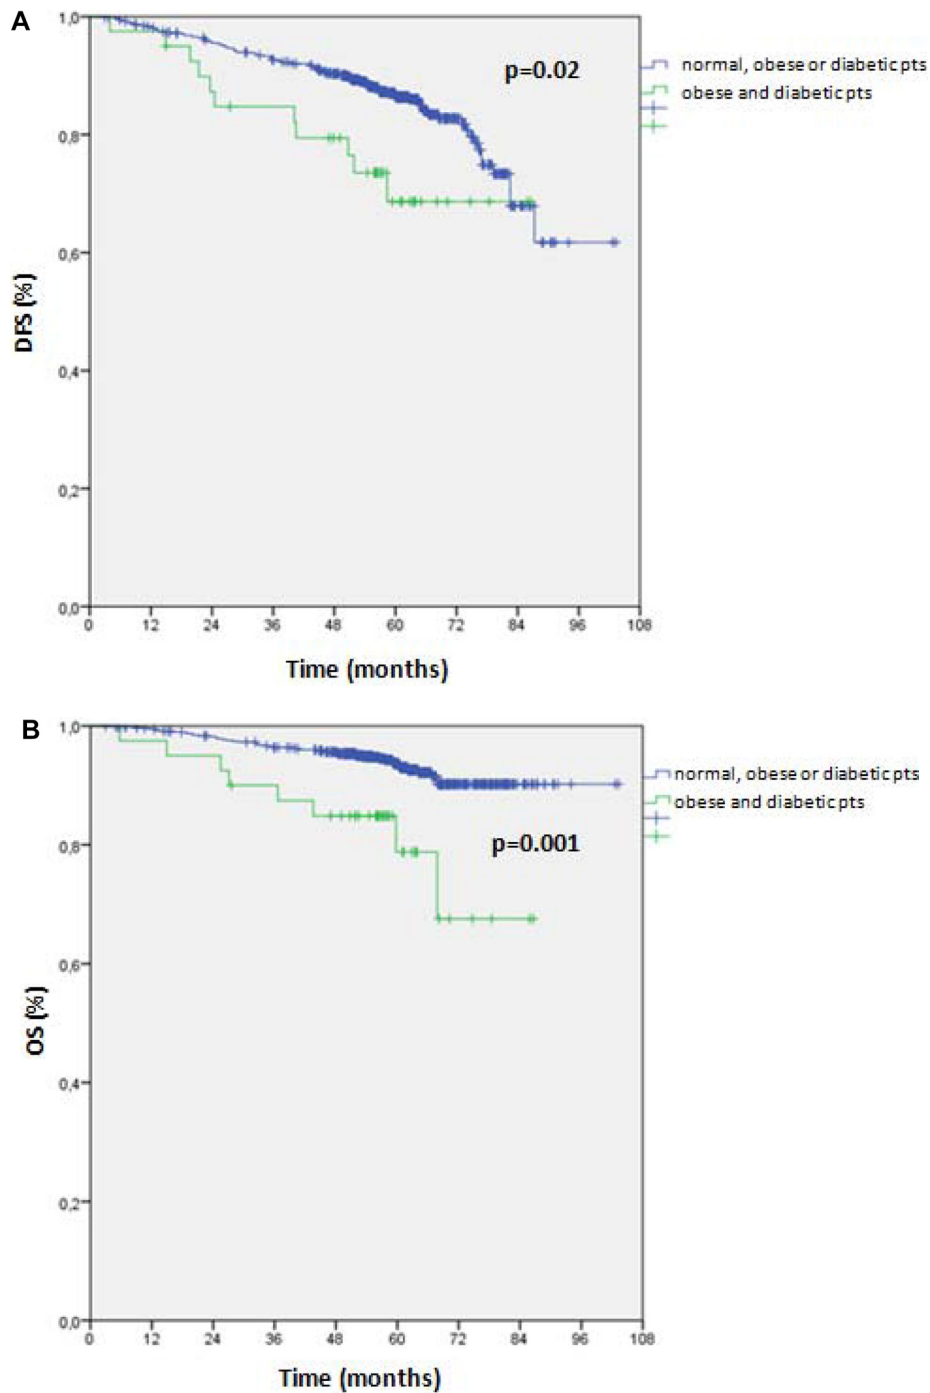 A
1,0
0,8
0,6
0,4
0,2
0,0
DFS (%)
p=0.02
normal, obese or diabetic pts
obese and diabetic pts
0 12 24 36 48 60 72 84 96 108
Time (months)
B
1,0
0,8
0,6
0,4
0,2
0,0
OS (%)
normal, obese or diabetic pts
obese and diabetic pts
p=0.001
0 12 24 36 48 60 72 84 96 108
Time (months)